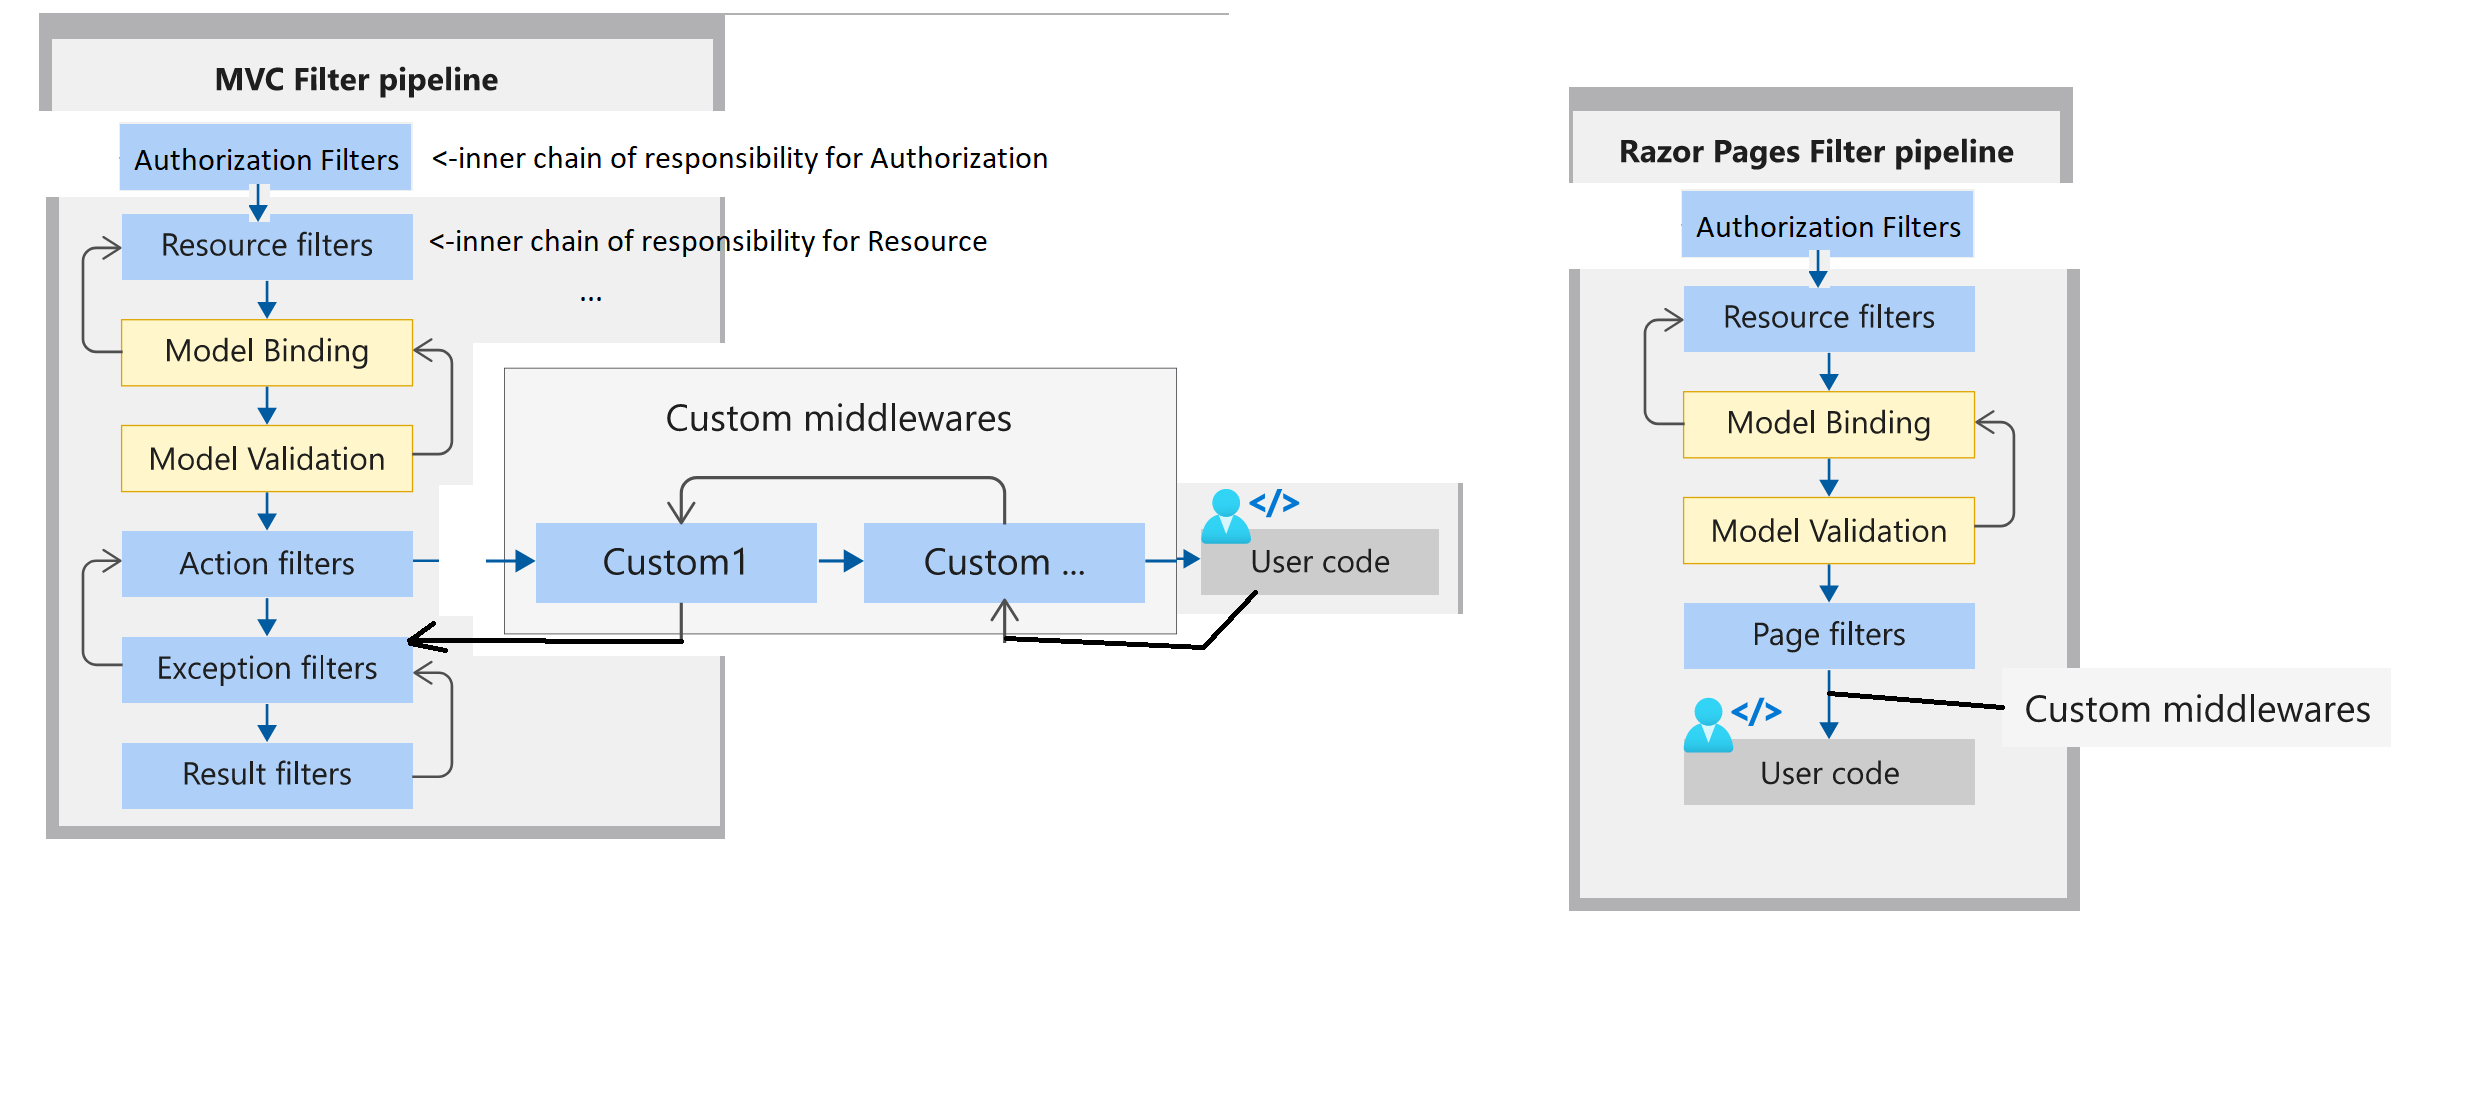 MVC Filter pipeline
Authorization Filters
<-inner chain of responsibility for Authorization
Resource filters
<-inner chain of responsibility for Resource
...
Model Binding
Model Validation
Action filters
Exception filters
Result filters
Custom middlewares
Custom1
Custom ...
</>
User code
Razor Pages Filter pipeline
Authorization Filters
Resource filters
Model Binding
Model Validation
Page filters
Custom middlewares
</>
User code